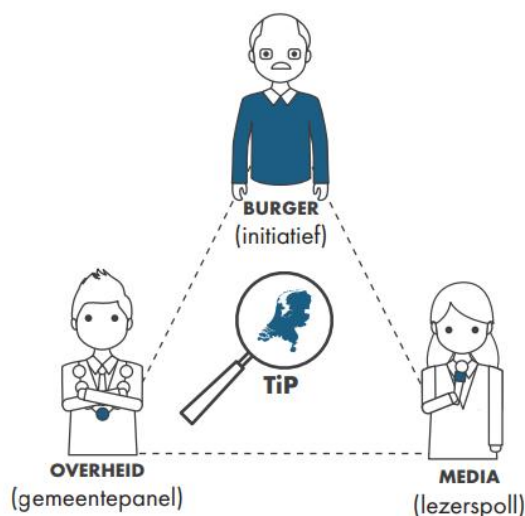 BURGER
(initiatief)
TiP
OVERHEID
(gemeentepanel)
MEDIA
(lezerspoll)